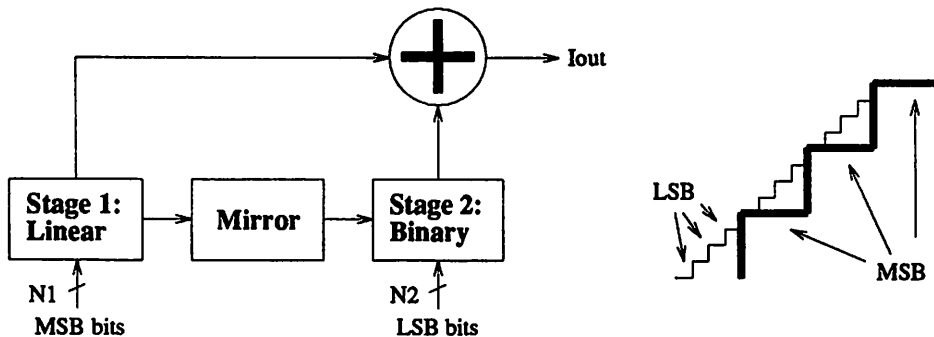 Iout
Stage 1:
Linear
Mirror
Stage 2:
Binary
N1
MSB bits
N2
LSB bits
LSB
MSB